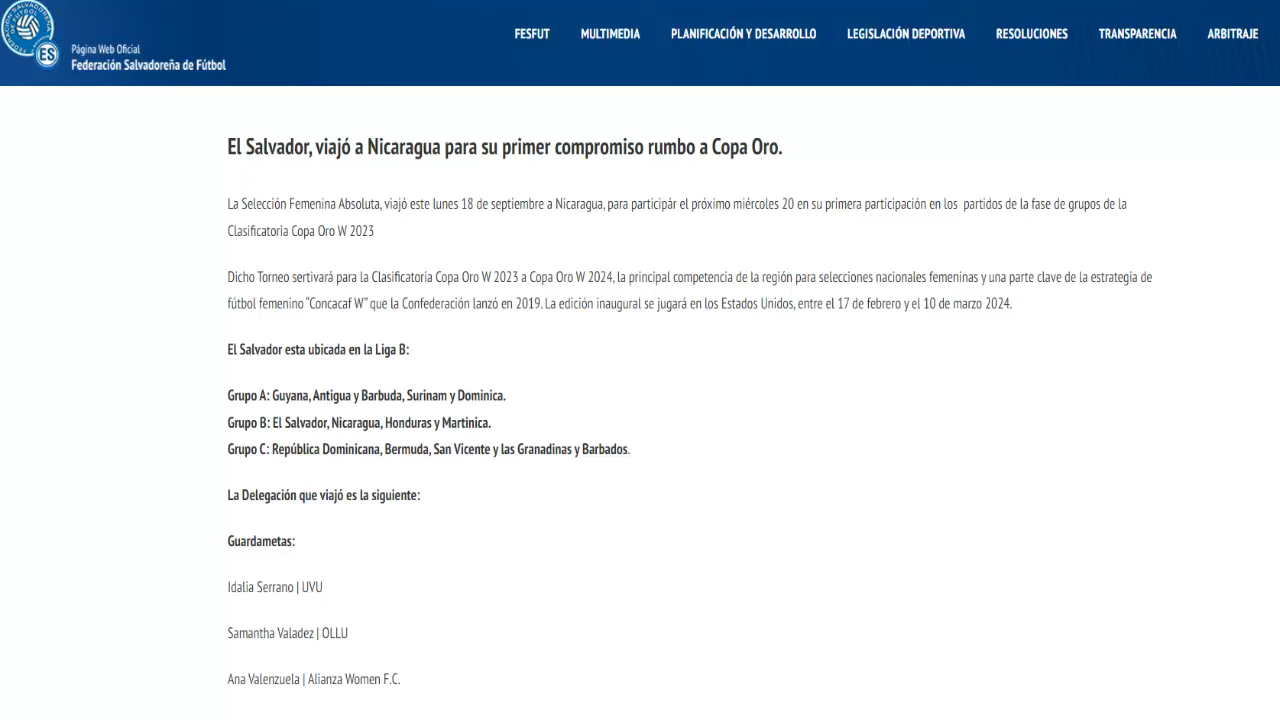 FEDERACIÓN SALVADOREÑA DE FÚTBOL
ES
Página Web Oficial
Federación Salvadoreña de Fútbol
FESFUT
MULTIMEDIA
PLANIFICACIÓN Y DESARROLLO
LEGISLACIÓN DEPORTIVA
RESOLUCIONES
TRANSPARENCIA
ARBITRAJE
El Salvador, viajó a Nicaragua para su primer compromiso rumbo a Copa Oro.
La Selección Femenina Absoluta, viajó este lunes 18 de septiembre a Nicaragua, para participár el próximo miércoles 20 en su primera participación en los partidos de la fase de grupos de la
Clasificatoria Copa Oro W 2023
Dicho Torneo sertivará para la Clasificatoria Copa Oro W 2023 a Copa Oro W 2024, la principal competencia de la región para selecciones nacionales femeninas y una parte clave de la estrategia de
fútbol femenino “Concacaf W” que la Confederación lanzó en 2019. La edición inaugural se jugará en los Estados Unidos, entre el 17 de febrero y el 10 de marzo 2024.
El Salvador esta ubicada en la Liga B:
Grupo A: Guyana, Antigua y Barbuda, Surinam y Dominica.
Grupo B: El Salvador, Nicaragua, Honduras y Martinica.
Grupo C: República Dominicana, Bermuda, San Vicente y las Granadinas y Barbados.
La Delegación que viajó es la siguiente:
Guardametas:
Idalia Serrano | UVU
Samantha Valadez | OLLU
Ana Valenzuela | Alianza Women F.C.